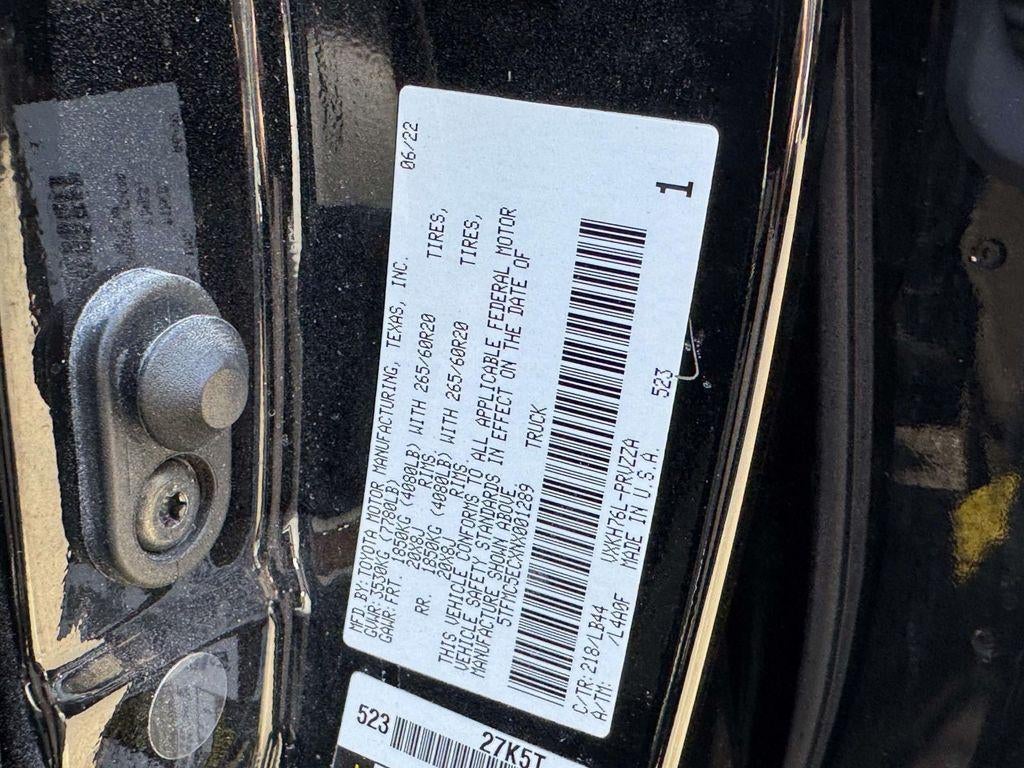 MFD.BY:TOYOTA MOTOR MANUFACTURING, TEXAS, INC. 06/22
GVWR:3530KG (7780LB)
GAWR:FRT. 1850KG (4080LB) WITH 265/60R20 TIRES,
20X8J RIMS,
RR. 1850KG (4080LB) WITH 265/60R20 TIRES,
20X8J RIMS
THIS VEHICLE CONFORMS TO ALL APPLICABLE FEDERAL MOTOR
VEHICLE SAFETY STANDARDS IN EFFECT ON THE DATE OF
MANUFACTURE SHOWN ABOVE
5TFMC5ECXNX001289 TRUCK
1
C/TR:218/LB44 VXKH76L-PRVZZA 523
A/TM: /L4A0F MADE IN U.S.A.
523
27K5T